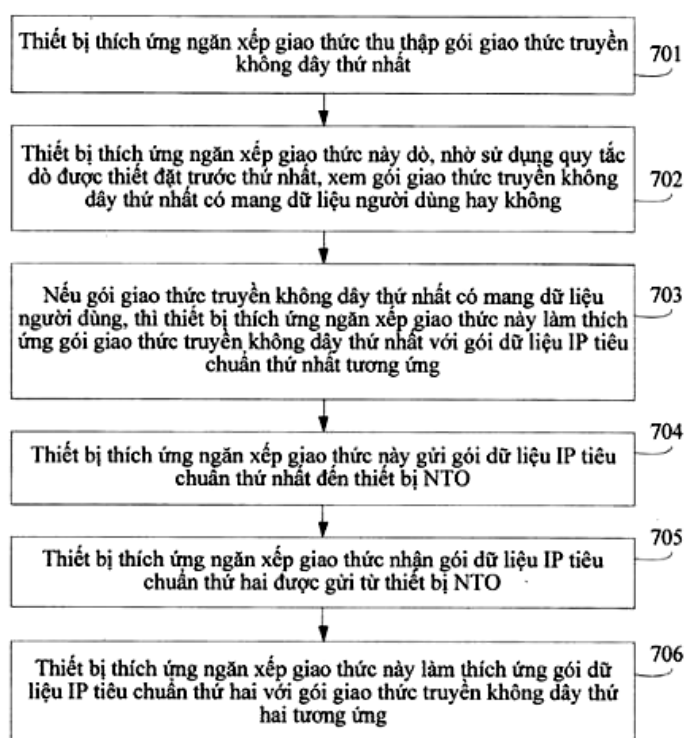 Thiết bị thích ứng ngăn xếp giao thức thu thập gói giao thức truyền
không dây thứ nhất
701
Thiết bị thích ứng ngăn xếp giao thức này dò, nhờ sử dụng quy tắc
dò được thiết đặt trước thứ nhất, xem gói giao thức truyền không
dây thứ nhất có mang dữ liệu người dùng hay không
702
Nếu gói giao thức truyền không dây thứ nhất có mang dữ liệu
người dùng, thì thiết bị thích ứng ngăn xếp giao thức này làm thích
ứng gói giao thức truyền không dây thứ nhất với gói dữ liệu IP tiêu
chuẩn thứ nhất tương ứng
703
Thiết bị thích ứng ngăn xếp giao thức này gửi gói dữ liệu IP tiêu
chuẩn thứ nhất đến thiết bị NTO
704
Thiết bị thích ứng ngăn xếp giao thức nhận gói dữ liệu IP tiêu
chuẩn thứ hai được gửi từ thiết bị NTO
705
Thiết bị thích ứng ngăn xếp giao thức này làm thích ứng gói dữ
liệu IP tiêu chuẩn thứ hai với gói giao thức truyền không dây thứ
hai tương ứng
706